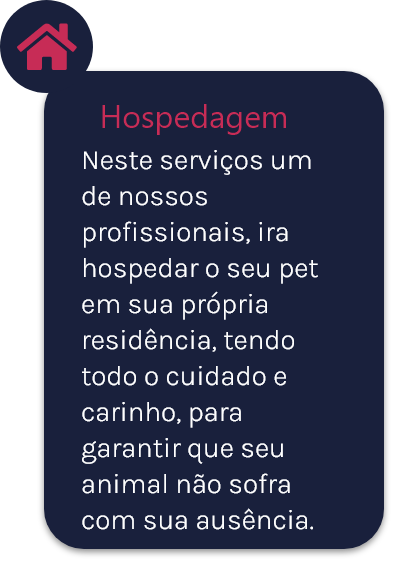 Hospedagem
Neste serviços um
de nossos
profissionais, ira
hospedar o seu pet
em sua própria
residência, tendo
todo o cuidado e
carinho, para
garantir que seu
animal não sofra
com sua ausência.